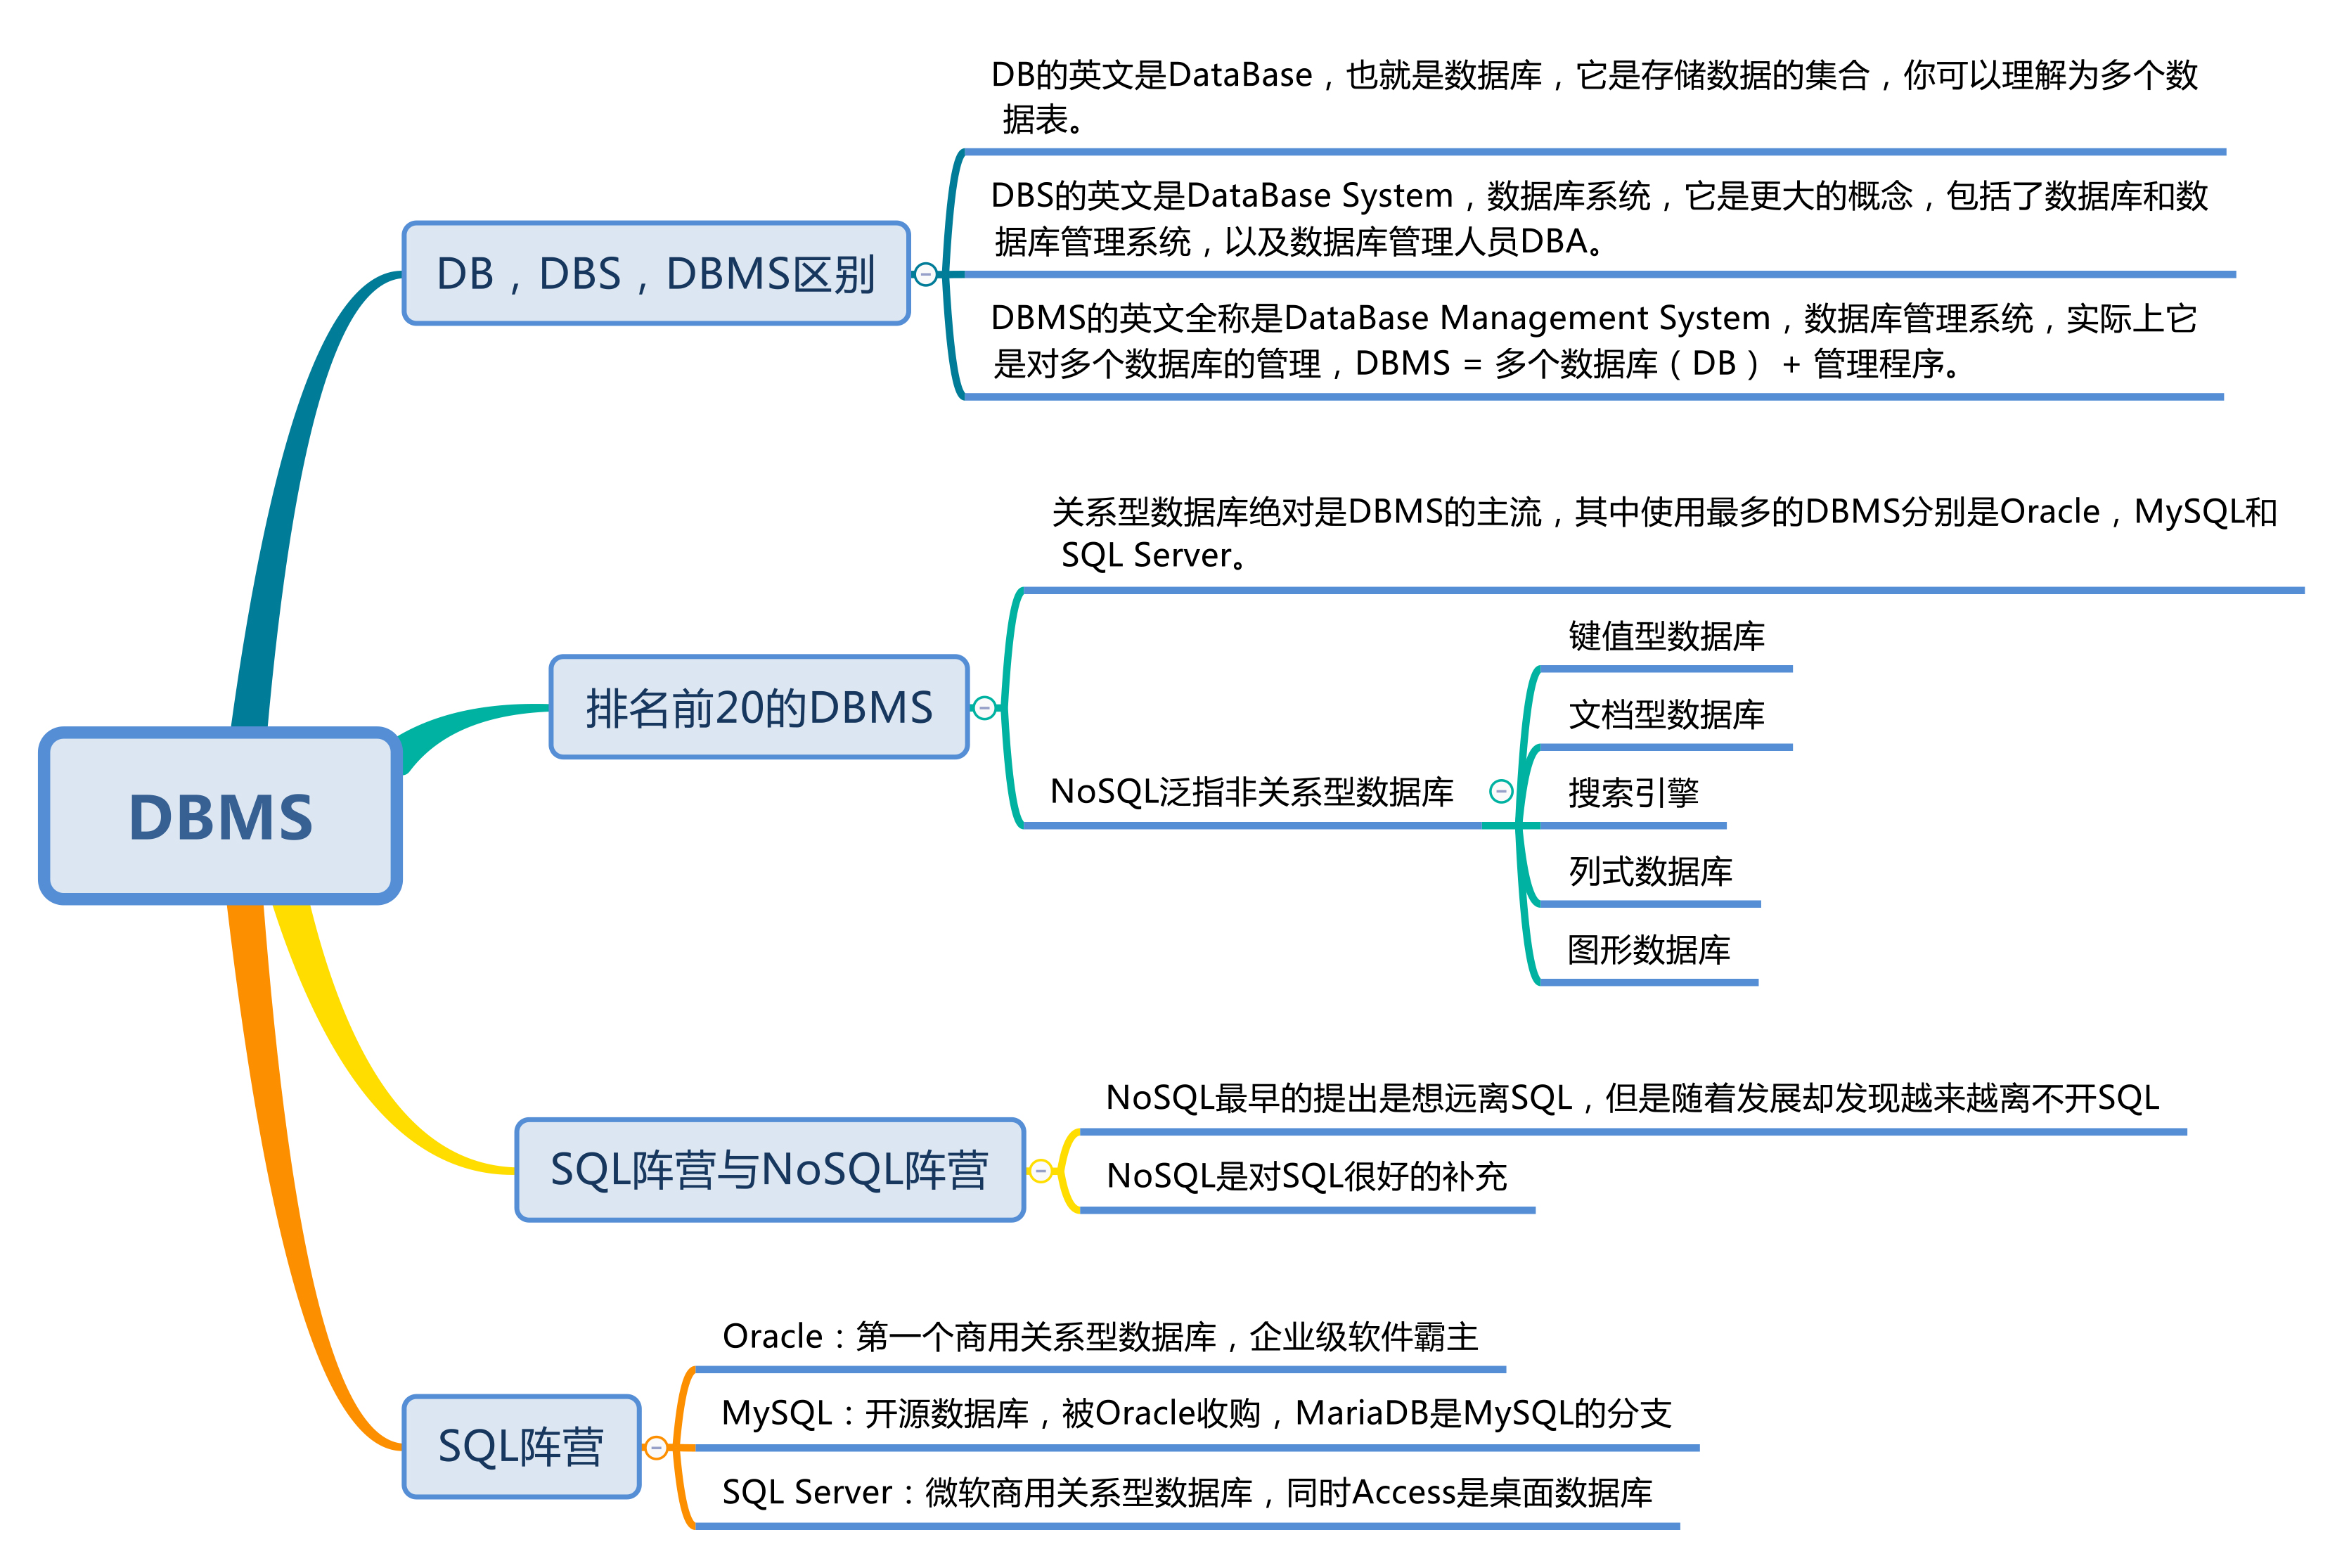 DBMS
DB，DBS，DBMS区别
DB的英文是DataBase，也就是数据库，它是存储数据的集合，你可以理解为多个数
据表。
DBS的英文是DataBase System，数据库系统，它是更大的概念，包括了数据库和数
据库管理系统，以及数据库管理人员DBA。
DBMS的英文全称是DataBase Management System，数据库管理系统，实际上它
是对多个数据库的管理，DBMS = 多个数据库（DB） + 管理程序。
排名前20的DBMS
关系型数据库绝对是DBMS的主流，其中使用最多的DBMS分别是Oracle，MySQL和
SQL Server。
NoSQL泛指非关系型数据库
键值型数据库
文档型数据库
搜索引擎
列式数据库
图形数据库
SQL阵营与NoSQL阵营
NoSQL最早的提出是想远离SQL，但是随着发展却发现越来越离不开SQL
NoSQL是对SQL很好的补充
SQL阵营
Oracle：第一个商用关系型数据库，企业级软件霸主
MySQL：开源数据库，被Oracle收购，MariaDB是MySQL的分支
SQL Server：微软商用关系型数据库，同时Access是桌面数据库